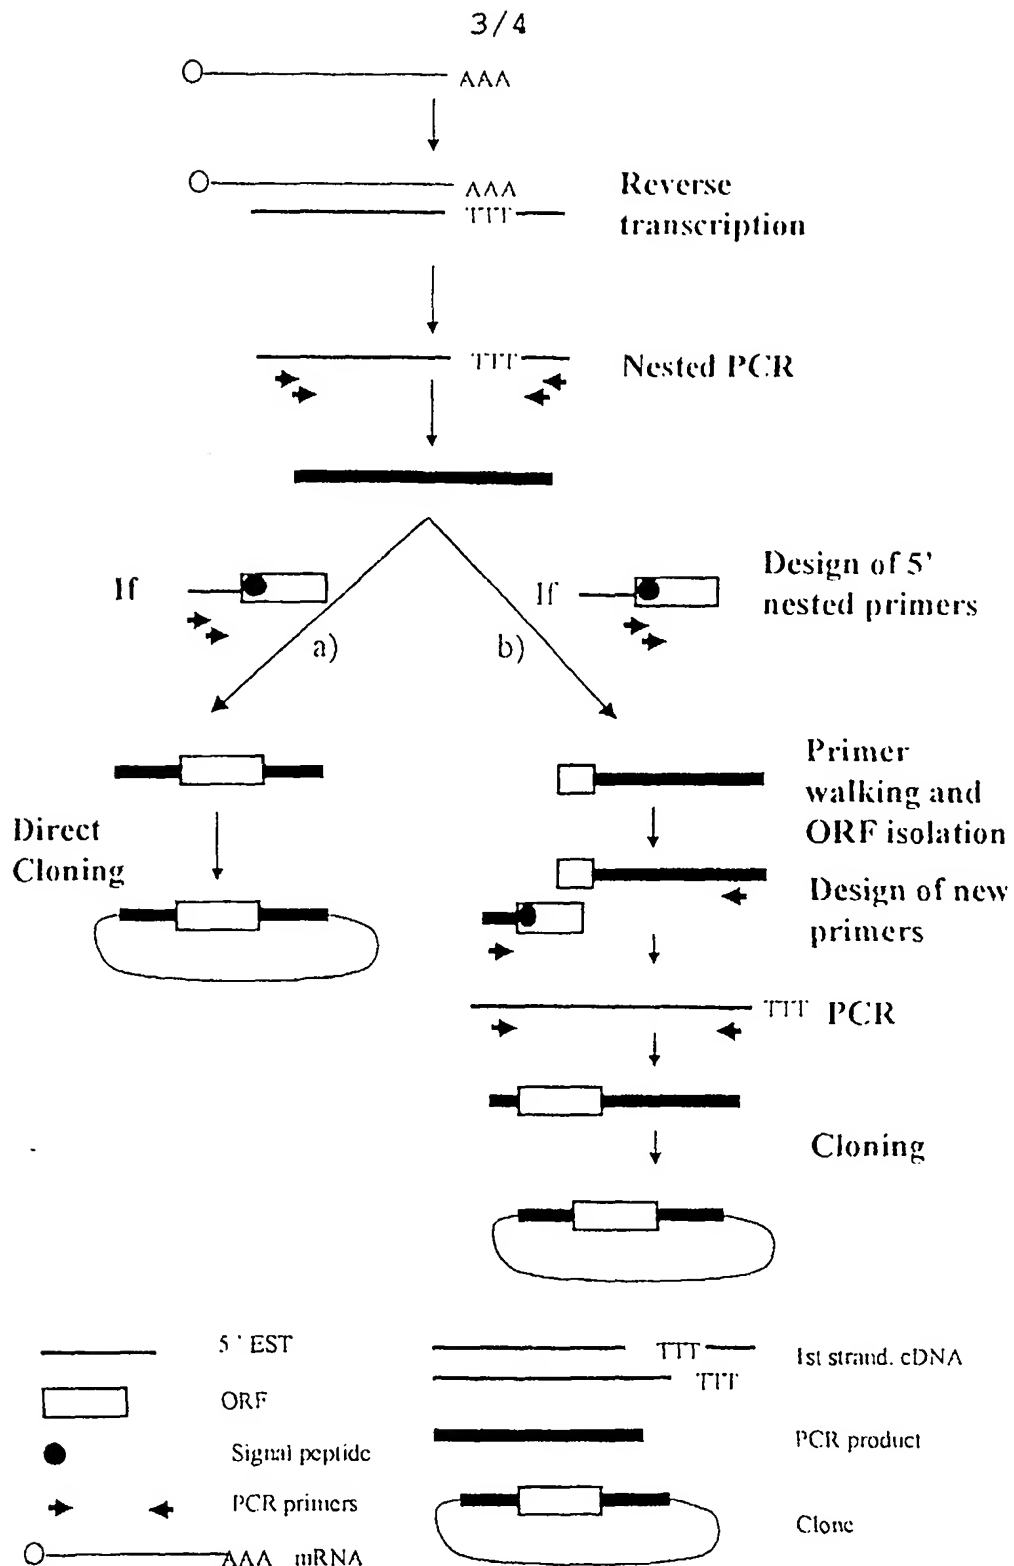 3/4
AAA
AAA
TTT
Reverse
transcription
TTT
Nested PCR
If
If
Design of 5'
nested primers
a)
b)
Primer
walking and
ORF isolation
Direct
Cloning
Design of new
primers
TTT
PCR
Cloning
5' EST
ORF
Signal peptide
PCR primers
AAA mRNA
TTT
TTT
1st strand. cDNA
PCR product
Clone